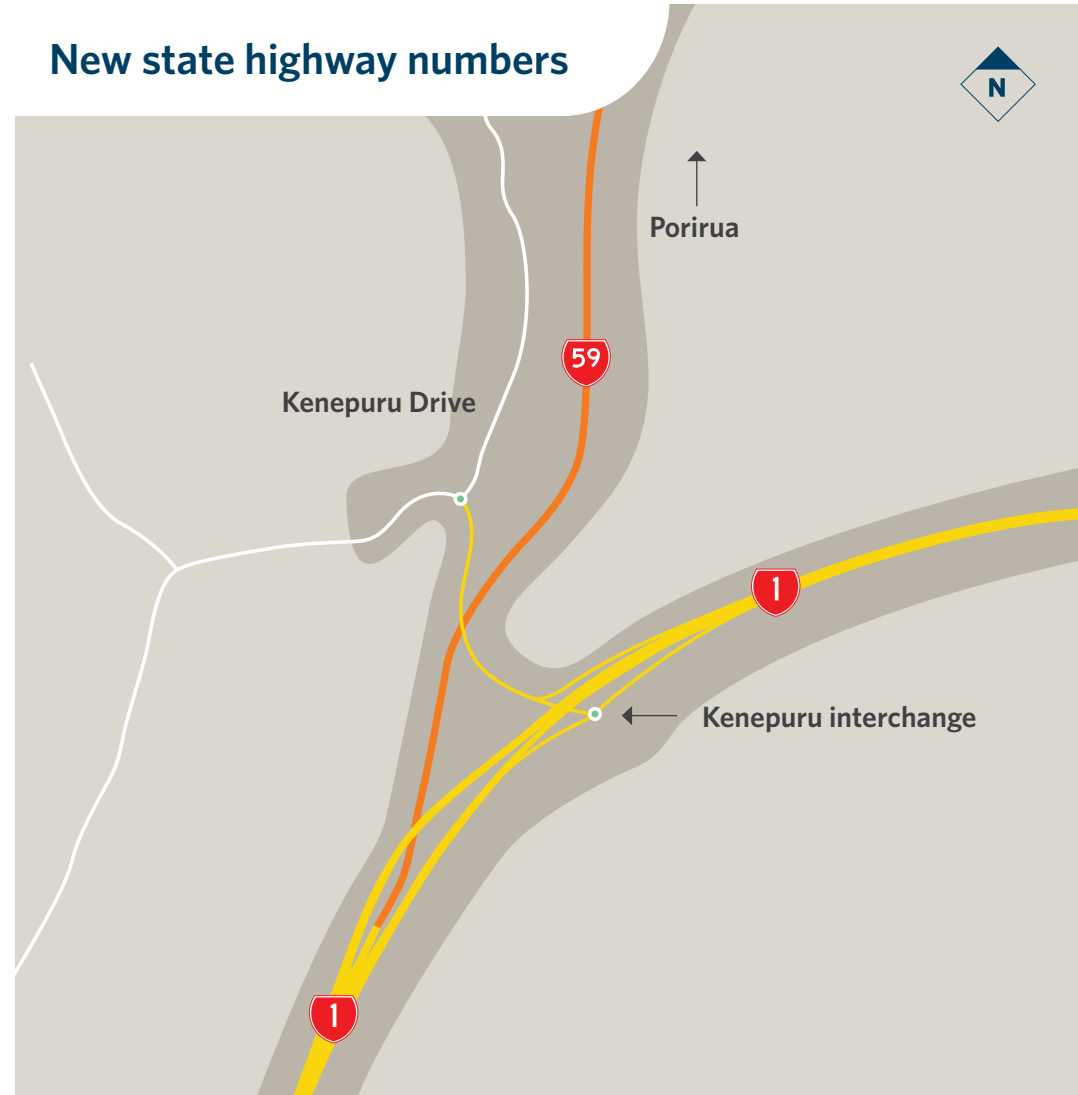 New state highway numbers
N
Porirua
59
Kenepuru Drive
1
Kenepuru interchange
1